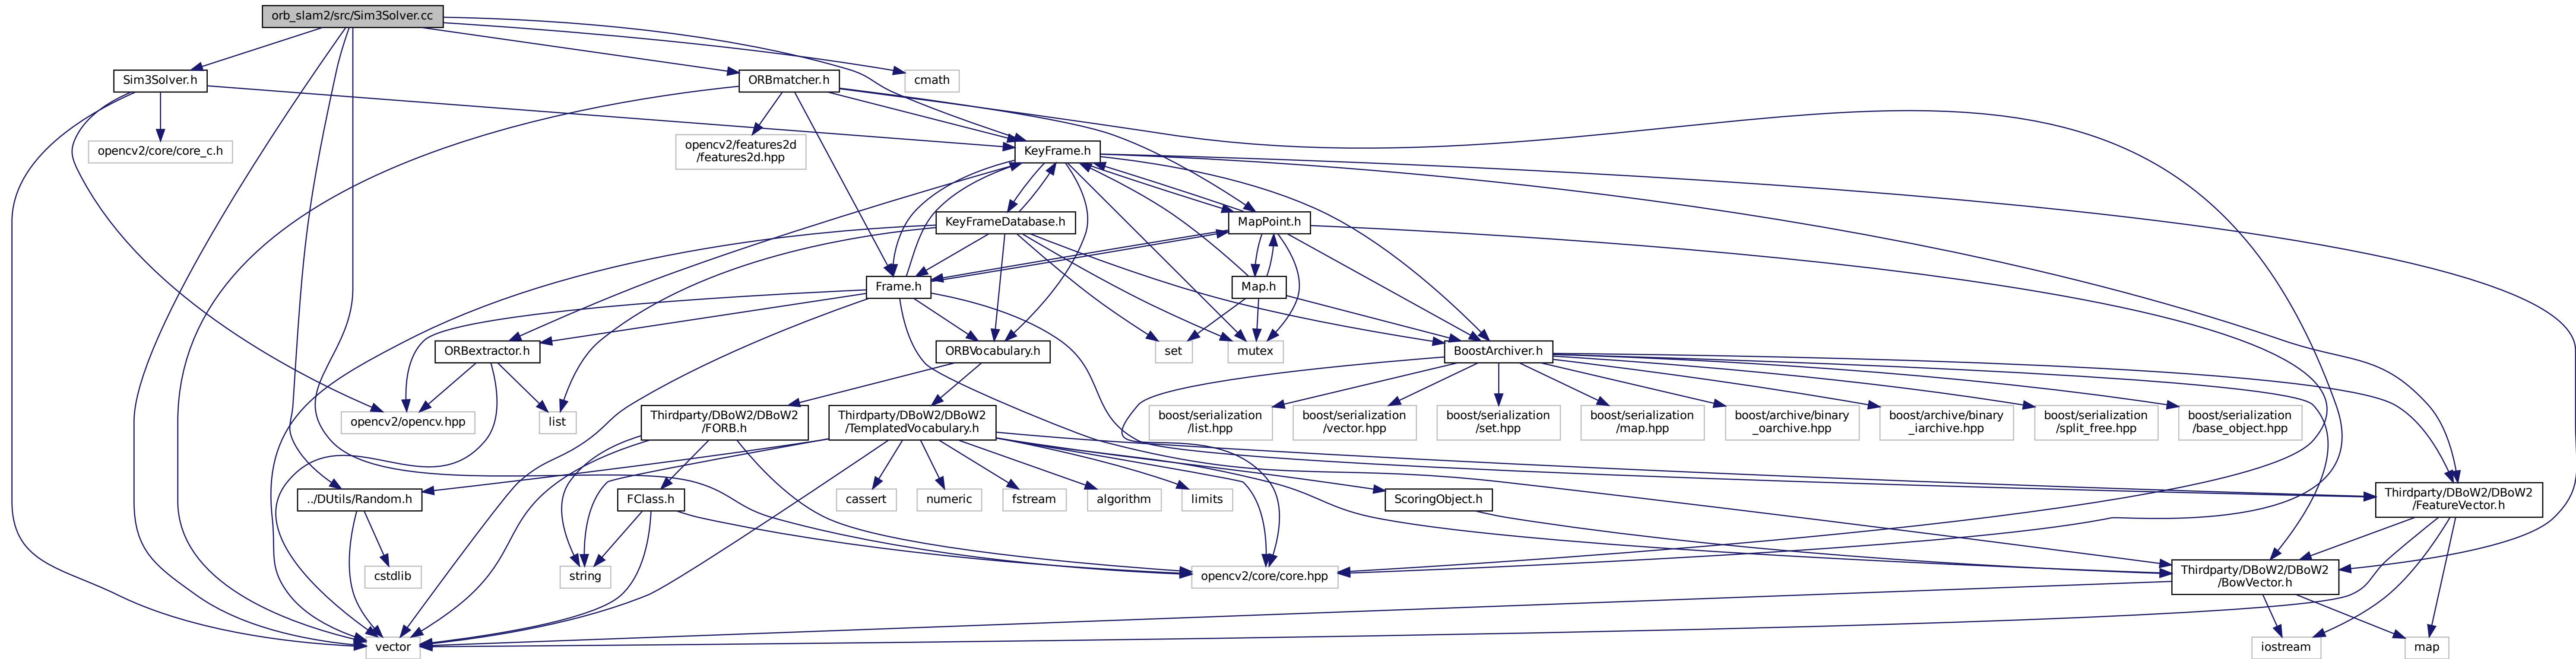 orb_slam2/src/Sim3Solver.cc
Sim3Solver.h
ORBmatcher.h
cmath
opencv2/core/core_c.h
opencv2/features2d
/features2d.hpp
KeyFrame.h
KeyFrameDatabase.h
MapPoint.h
Frame.h
Map.h
ORBextractor.h
ORBVocabulary.h
set
mutex
BoostArchiver.h
opencv2/opencv.hpp
list
Thirdparty/DBoW2/DBoW2
/FORB.h
Thirdparty/DBoW2/DBoW2
/TemplatedVocabulary.h
boost/serialization
/list.hpp
boost/serialization
/vector.hpp
boost/serialization
/set.hpp
boost/serialization
/map.hpp
boost/archive/binary
_oarchive.hpp
boost/archive/binary
_iarchive.hpp
boost/serialization
/split_free.hpp
boost/serialization
/base_object.hpp
../DUtils/Random.h
FClass.h
cassert
numeric
fstream
algorithm
limits
ScoringObject.h
Thirdparty/DBoW2/DBoW2
/FeatureVector.h
cstdlib
string
opencv2/core/core.hpp
Thirdparty/DBoW2/DBoW2
/BowVector.h
vector
iostream
map